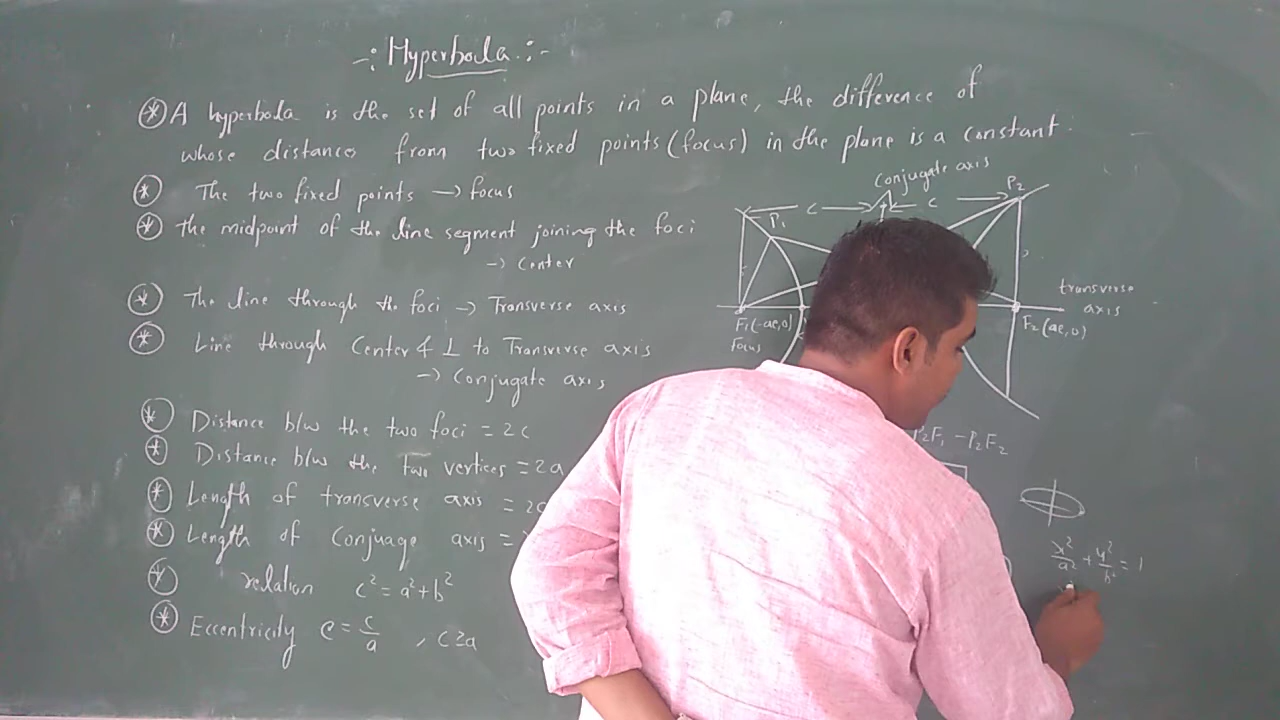 -: Hyperbola :-
* A hyperbola is the set of all points in a plane, the difference of
whose distances from two fixed points (focus) in the plane is a constant.
* The two fixed points → focus
* the midpoint of the line segment joining the foci
→ Center
* The line through the foci → Transverse axis
* Line through Center & ⊥ to Transverse axis
→ Conjugate axis
* Distance b/w the two foci = 2c
* Distance b/w the two vertices = 2a
* Length of transverse axis = 2
* Length of Conjuage axis =
* relation c² = a² + b²
* Eccentricity e = c/a , c ≥ a
Conjugate axis
c c
P₁ P₂
transverse
axis
F₁(-ae,0) F₂(ae,0)
Focus
P₂F₁ - P₂F₂
x²/a² + y²/b² = 1